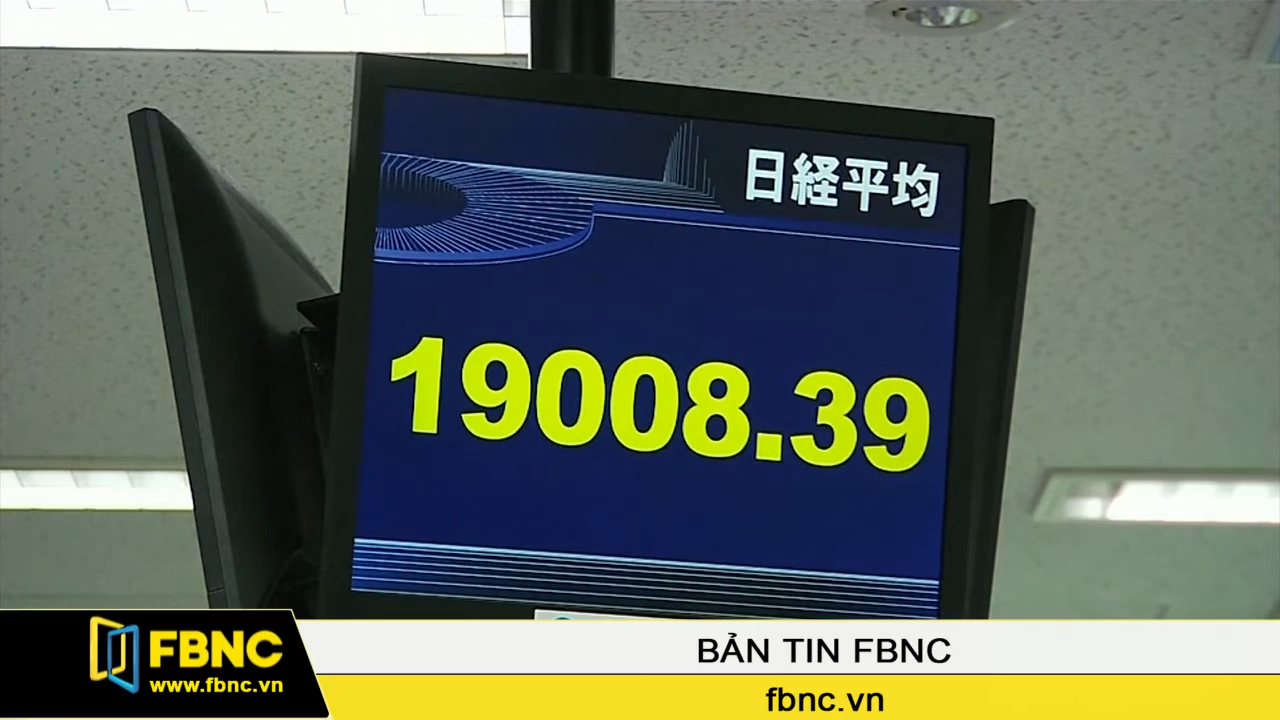 日経平均
19008.39
FBNC
www.fbnc.vn
BẢN TIN FBNC
fbnc.vn